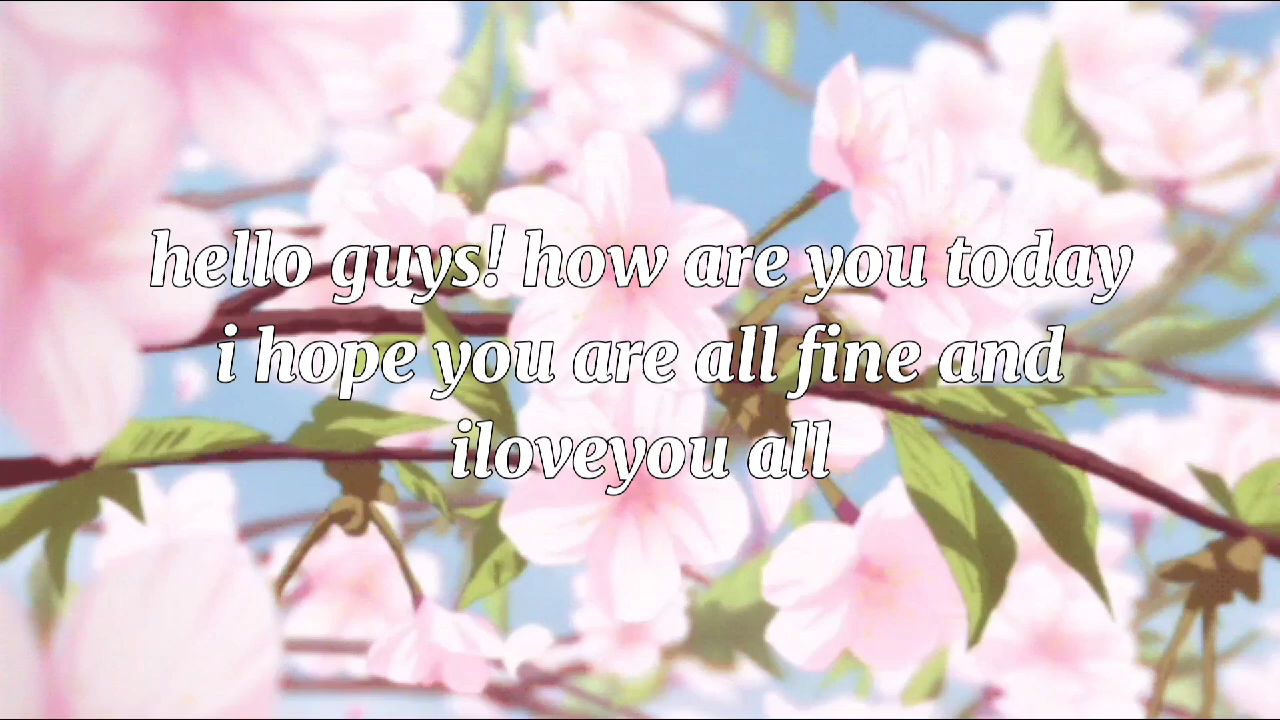 hello guys! how are you today
i hope you are all fine and
iloveyou all